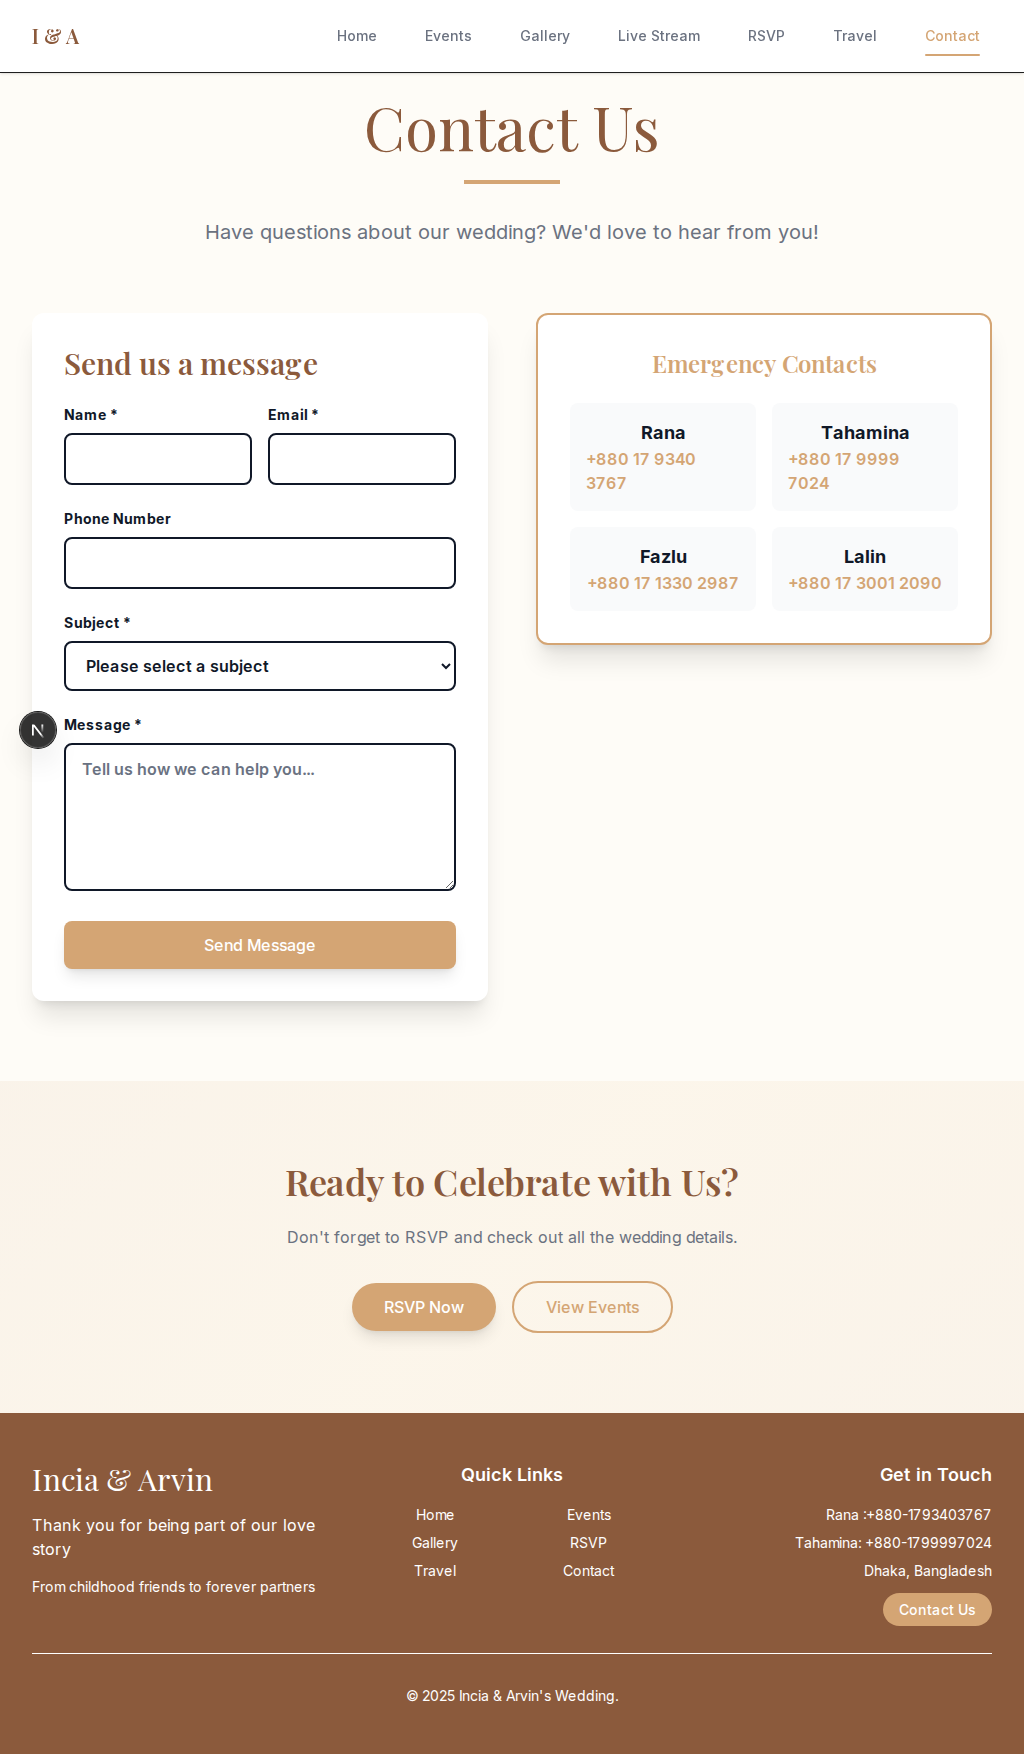 I & A
Home
Events
Gallery
Live Stream
RSVP
Travel
Contact
Contact Us
Have questions about our wedding? We'd love to hear from you!
Send us a message
Name *
Email *
Phone Number
Subject *
Please select a subject
Message *
Tell us how we can help you...
Send Message
N
Emergency Contacts
Rana
+880 17 9340
3767
Tahamina
+880 17 9999
7024
Fazlu
+880 17 1330 2987
Lalin
+880 17 3001 2090
Ready to Celebrate with Us?
Don't forget to RSVP and check out all the wedding details.
RSVP Now
View Events
Incia & Arvin
Thank you for being part of our love
story
From childhood friends to forever partners
Quick Links
Home
Events
Gallery
RSVP
Travel
Contact
Get in Touch
Rana :+880-1793403767
Tahamina: +880-1799997024
Dhaka, Bangladesh
Contact Us
© 2025 Incia & Arvin's Wedding.